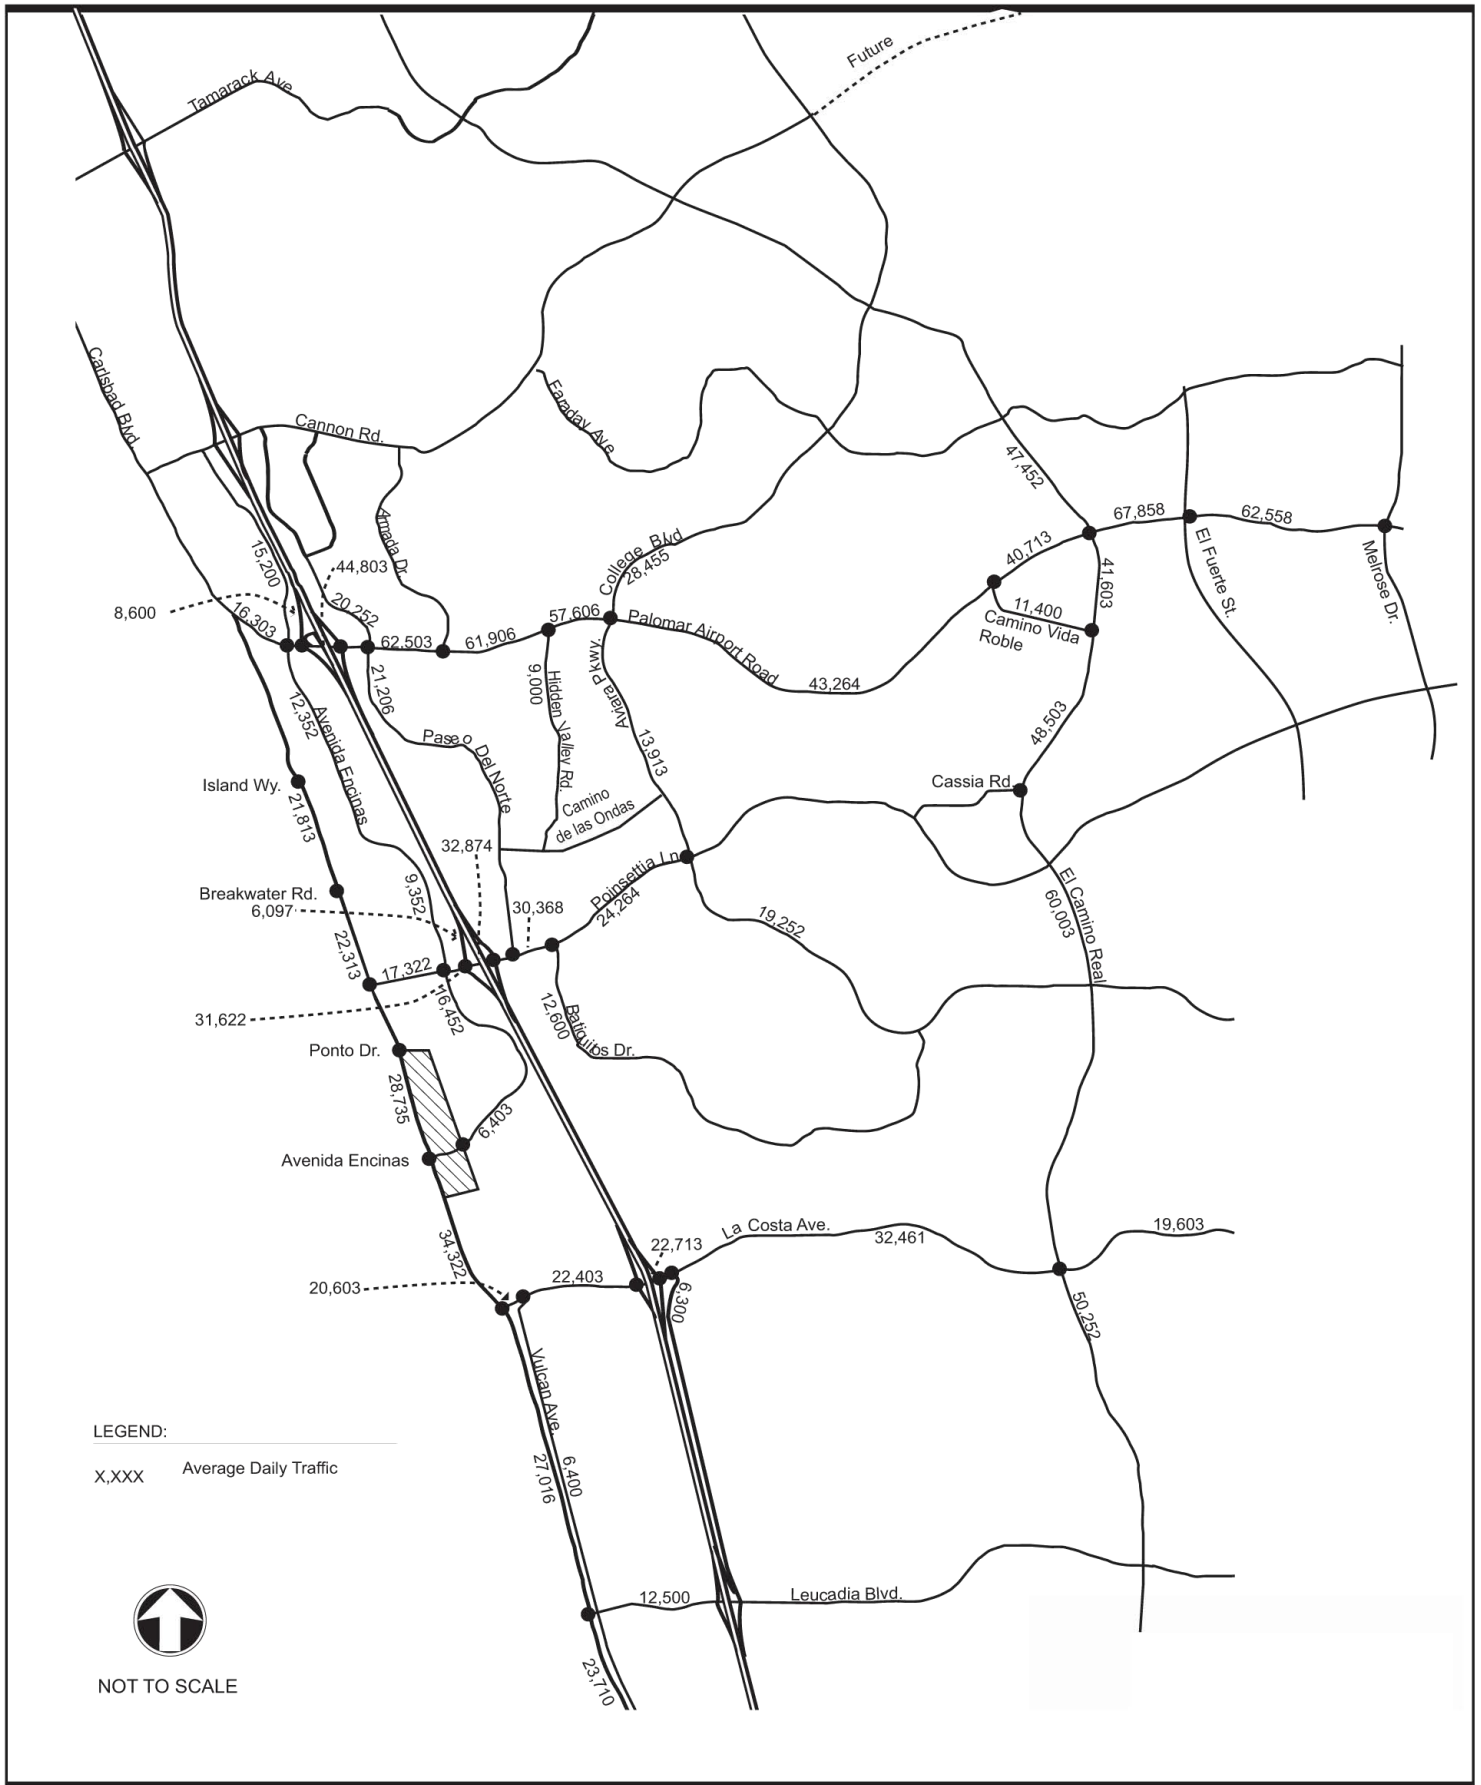 Future
Tamarack Ave
Carlsbad Blvd.
Cannon Rd.
Faraday Ave
47,452
67,858
62,558
Armada Dr.
College Blvd
28,455
40,713
El Fuerte St.
Melrose Dr.
15,200
44,803
41,603
8,600
16,303
20,252
57,606
11,400
Camino Vida
Roble
62,503
61,906
Palomar Airport Road
43,264
21,206
9,000
Hidden Valley Rd.
Aviara Pkwy.
12,352
Avenida Encinas
Paseo Del Norte
13,913
48,503
Island Wy.
Cassia Rd.
21,813
Camino
de las Ondas
32,874
Poinsettia Ln
24,264
Breakwater Rd.
6,097
9,352
30,368
19,252
El Camino Real
60,003
22,313
17,322
31,622
16,452
12,600
Batiquitos Dr.
Ponto Dr.
28,735
6,403
Avenida Encinas
34,322
22,713
La Costa Ave.
32,461
19,603
20,603
22,403
6,300
50,252
Vulcan Ave.
LEGEND:
X,XXX Average Daily Traffic
27,016
6,400
12,500
Leucadia Blvd.
23,710
NOT TO SCALE